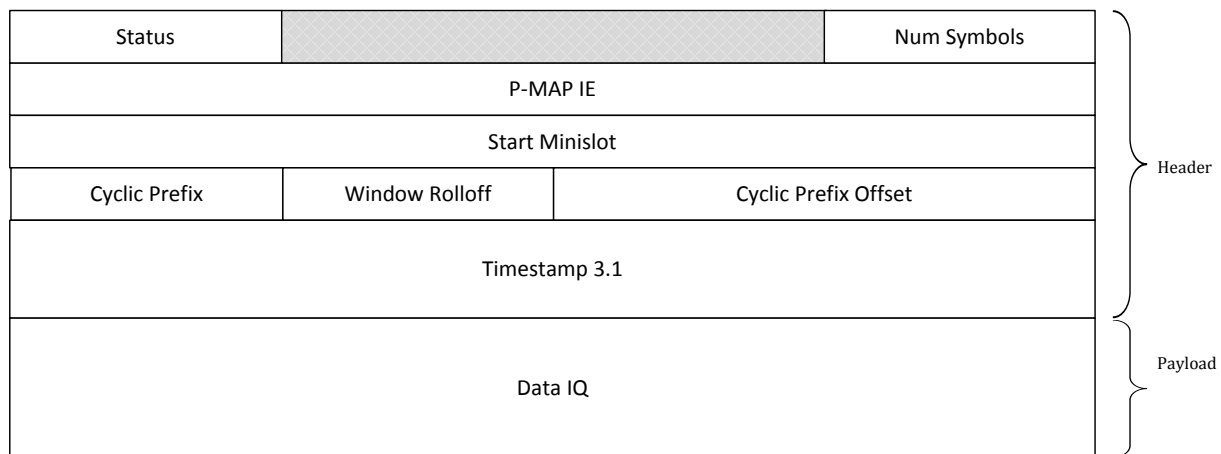 Status Num Symbols
P-MAP IE
Start Minislot
Header
Cyclic Prefix Window Rolloff Cyclic Prefix Offset
Timestamp 3.1
Payload
Data IQ